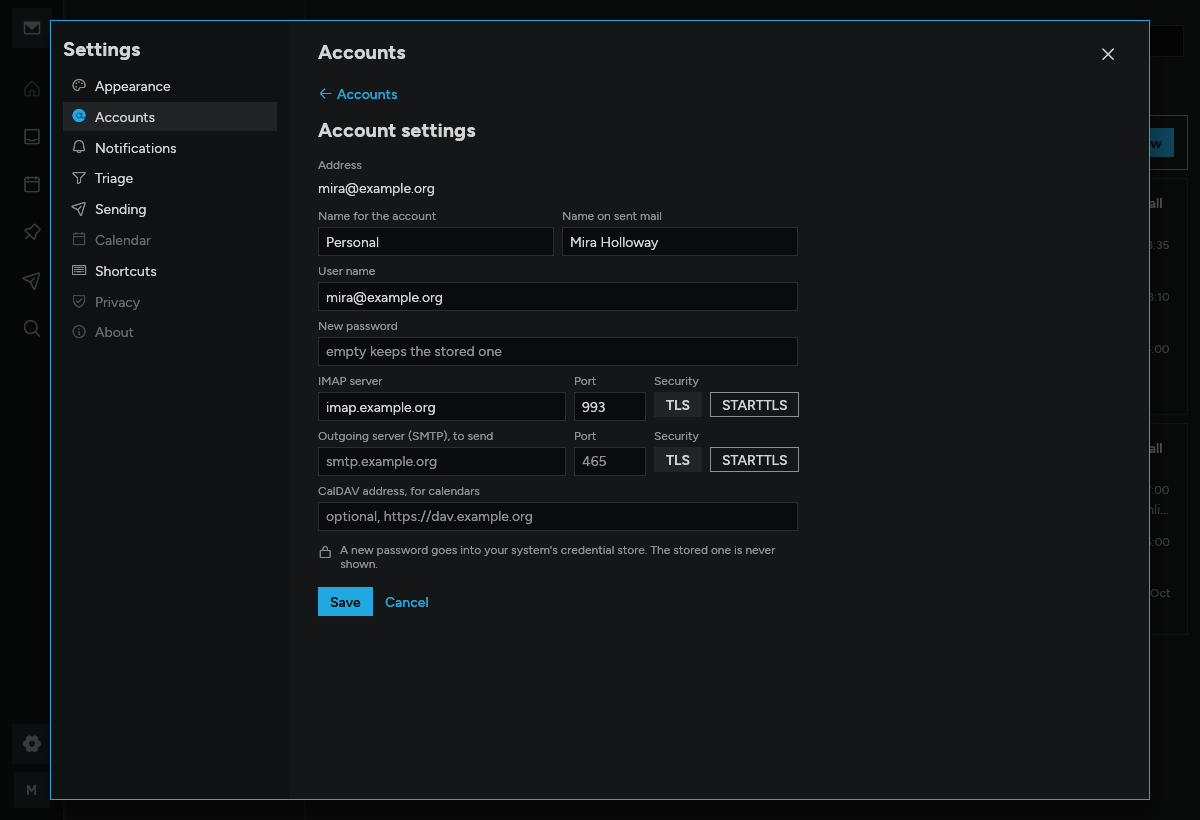 Settings
Appearance
Accounts
Notifications
Triage
Sending
Calendar
Shortcuts
Privacy
About
M
Accounts
← Accounts
Account settings
Address
mira@example.org
Name for the account Name on sent mail
Personal Mira Holloway
User name
mira@example.org
New password
empty keeps the stored one
IMAP server Port Security
imap.example.org 993 TLS STARTTLS
Outgoing server (SMTP), to send Port Security
smtp.example.org 465 TLS STARTTLS
CalDAV address, for calendars
optional, https://dav.example.org
A new password goes into your system's credential store. The stored one is never
shown.
Save Cancel
Oct